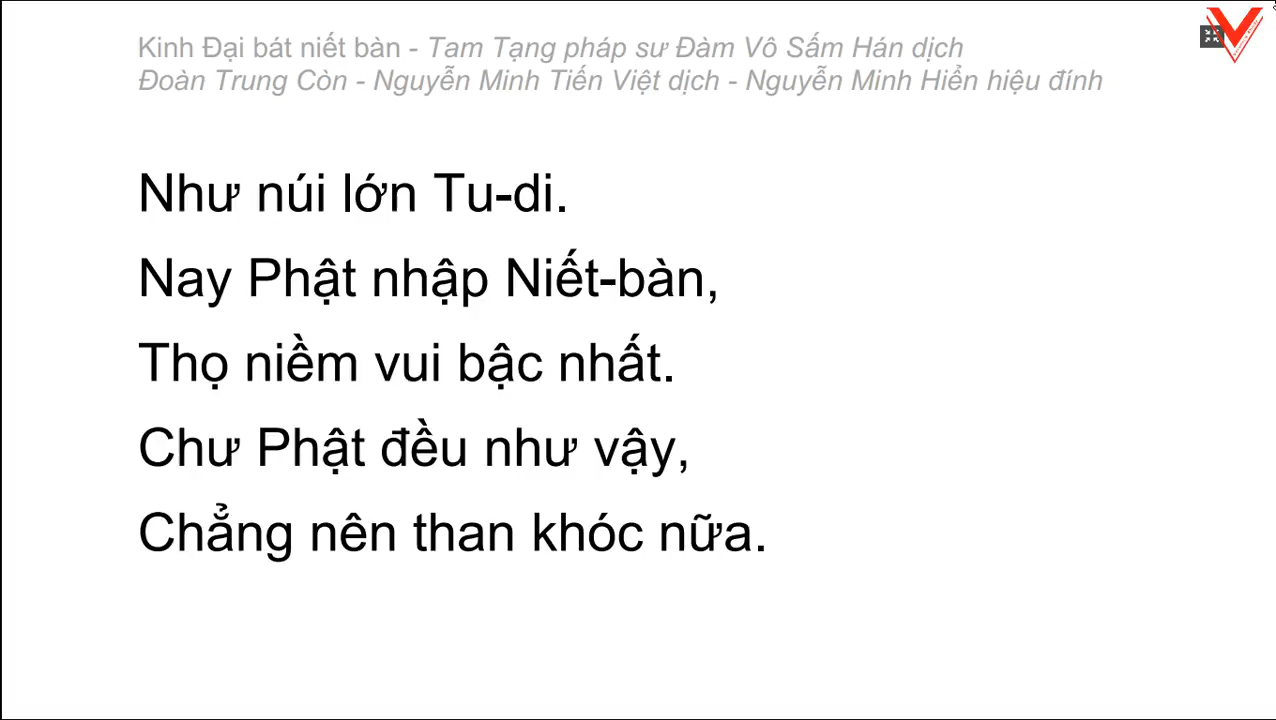 Kinh Đại bát niết bàn - Tam Tạng pháp sư Đàm Vô Sấm Hán dịch
Đoàn Trung Còn - Nguyễn Minh Tiến Việt dịch - Nguyễn Minh Hiển hiệu đính
Như núi lớn Tu-di.
Nay Phật nhập Niết-bàn,
Thọ niềm vui bậc nhất.
Chư Phật đều như vậy,
Chẳng nên than khóc nữa.